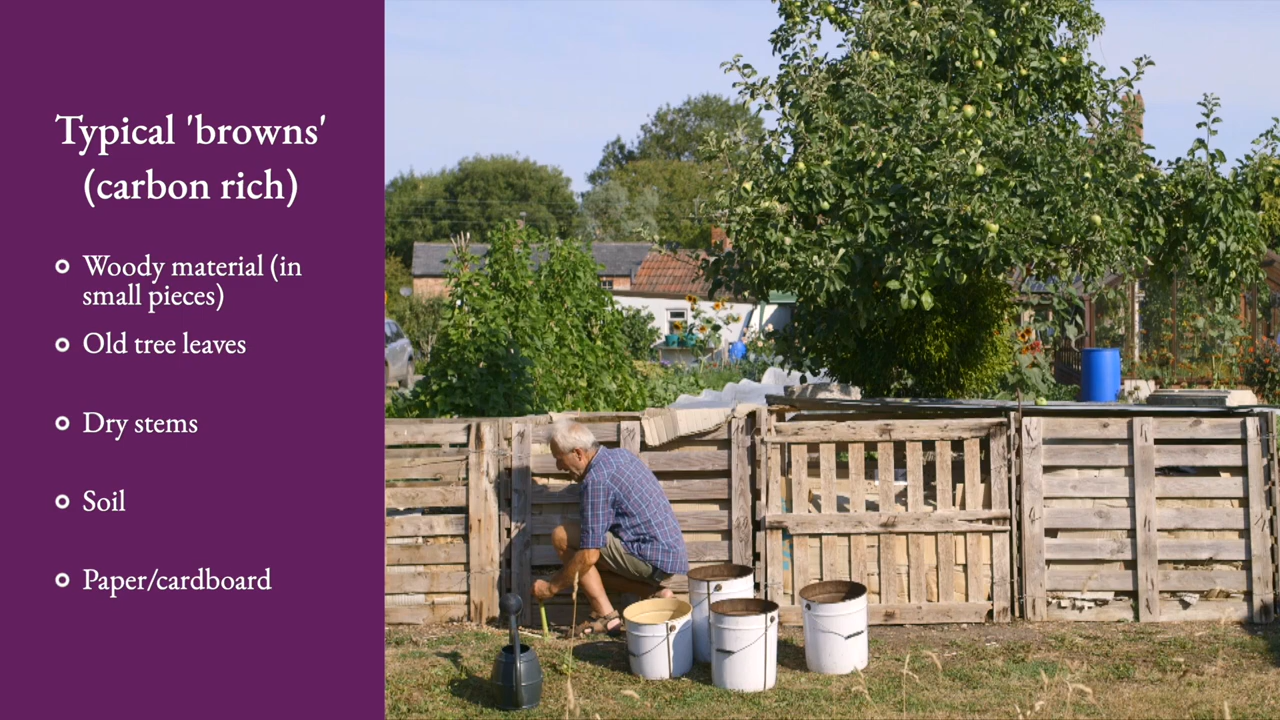 Typical 'browns'
(carbon rich)
Woody material (in
small pieces)
Old tree leaves
Dry stems
Soil
Paper/cardboard